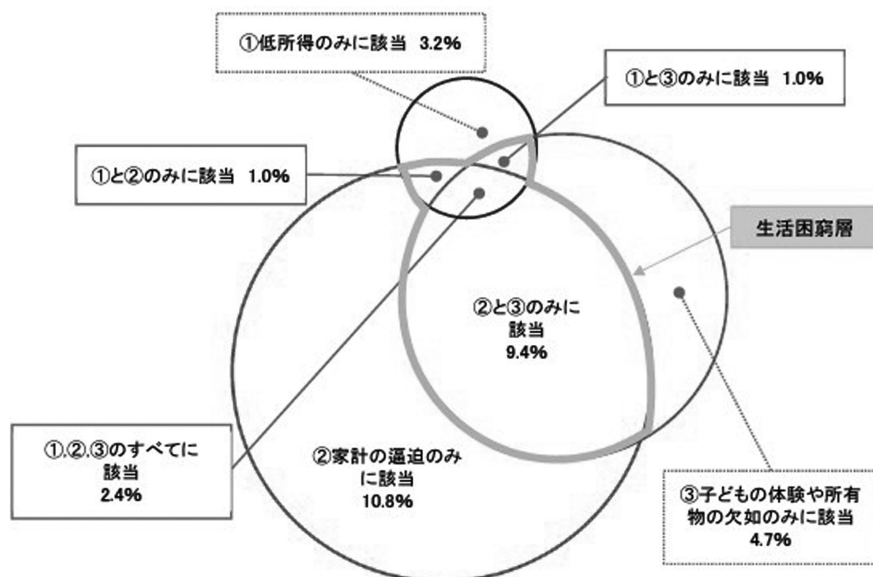 ①低所得のみに該当 3.2%
①と③のみに該当 1.0%
①と②のみに該当 1.0%
生活困窮層
②と③のみに
該当
9.4%
①.②.③のすべてに
該当
2.4%
②家計の逼迫のみ
に該当
10.8%
③子どもの体験や所有
物の欠如のみに該当
4.7%